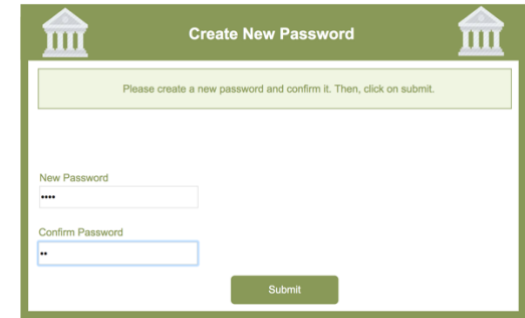 Create New Password
Please create a new password and confirm it. Then, click on submit.
New Password
••••
Confirm Password
••
Submit